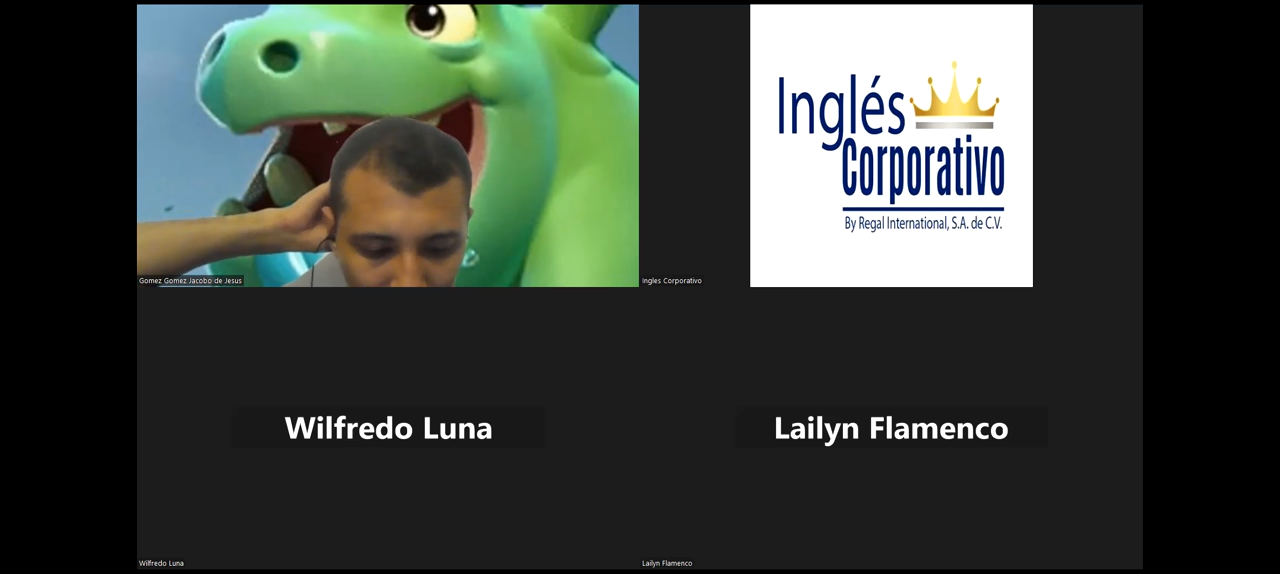 Inglés
Corporativo
By Regal International, S.A. de C.V.
Gomez Gomez Jacobo de Jesus
Ingles Corporativo
Wilfredo Luna
Lailyn Flamenco
Wilfredo Luna
Lailyn Flamenco